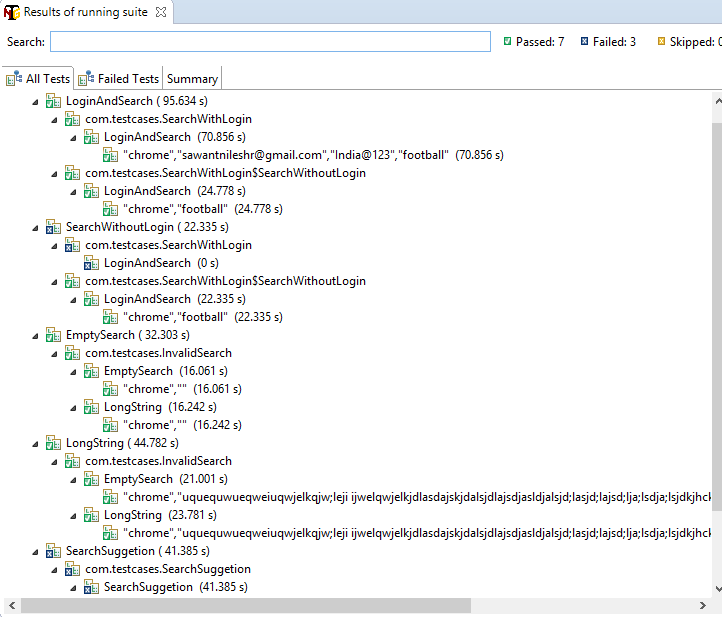 Results of running suite
Search:
Passed: 7
Failed: 3
Skipped: 0
All Tests
Failed Tests
Summary
LoginAndSearch ( 95.634 s)
com.testcases.SearchWithLogin
LoginAndSearch (70.856 s)
"chrome","sawantnileshr@gmail.com","India@123","football" (70.856 s)
com.testcases.SearchWithLogin$SearchWithoutLogin
LoginAndSearch (24.778 s)
"chrome","football" (24.778 s)
SearchWithoutLogin ( 22.335 s)
com.testcases.SearchWithLogin
LoginAndSearch (0 s)
com.testcases.SearchWithLogin$SearchWithoutLogin
LoginAndSearch (22.335 s)
"chrome","football" (22.335 s)
EmptySearch ( 32.303 s)
com.testcases.InvalidSearch
EmptySearch (16.061 s)
"chrome","" (16.061 s)
LongString (16.242 s)
"chrome","" (16.242 s)
LongString ( 44.782 s)
com.testcases.InvalidSearch
EmptySearch (21.001 s)
"chrome","uquequwueqweiuqwjelkqjw;leji ijwelqwjelkjdlasdajskjdalsjdlajsdjasldjalsjd;lasjd;lajsd;lja;lsdja;lsjdkjhck
LongString (23.781 s)
"chrome","uquequwueqweiuqwjelkqjw;leji ijwelqwjelkjdlasdajskjdalsjdlajsdjasldjalsjd;lasjd;lajsd;lja;lsdja;lsjdkjhck
SearchSuggetion ( 41.385 s)
com.testcases.SearchSuggetion
SearchSuggetion (41.385 s)